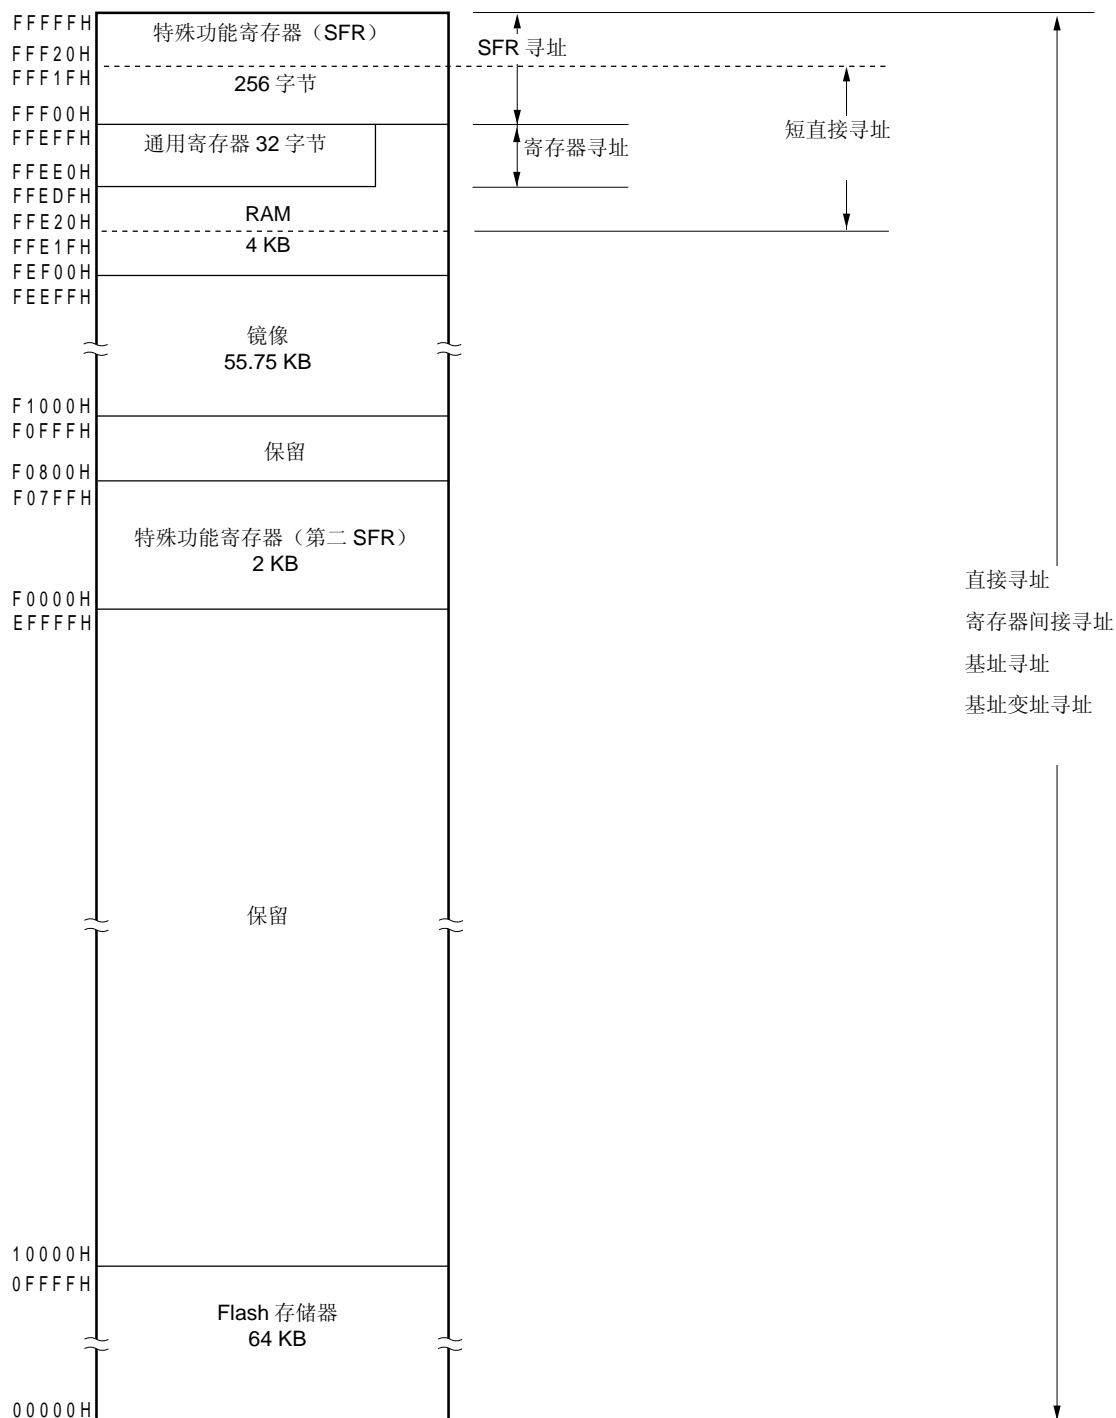 FFFFFH
特殊功能寄存器（SFR）
SFR 寻址
FFF20H
FFF1FH
256 字节
FFF00H
FFEFFH
通用寄存器 32 字节
寄存器寻址
短直接寻址
FFEE0H
FFEDFH
RAM
FFE20H
4 KB
FFE1FH
FEF00H
FEEFFH
镜像
55.75 KB
F1000H
F0FFFH
保留
F0800H
F07FFH
特殊功能寄存器（第二 SFR）
2 KB
F0000H
EFFFFH
直接寻址
寄存器间接寻址
基址寻址
基址变址寻址
保留
10000H
0FFFFH
Flash 存储器
64 KB
00000H